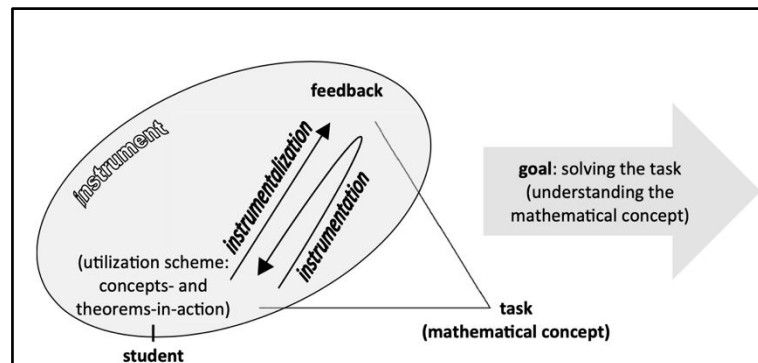 feedback
instrument
instrumentalization
instrumentation
goal: solving the task
(understanding the
mathematical concept)
(utilization scheme:
concepts- and
theorems-in-action)
task
(mathematical concept)
student